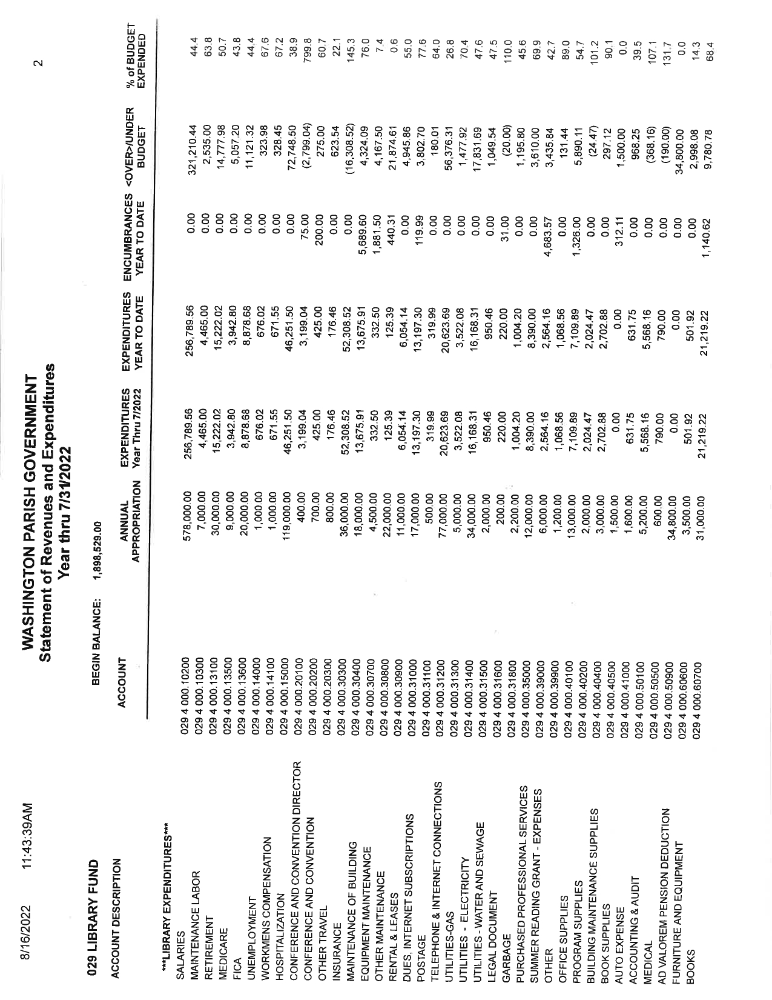 8/16/2022 11:43:39AM WASHINGTON PARISH GOVERNMENT 2
Statement of Revenues and Expenditures
Year thru 7/31/2022
029 LIBRARY FUND BEGIN BALANCE: 1,898,529.00
ACCOUNT DESCRIPTION ACCOUNT ANNUAL APPROPRIATION EXPENDITURES Year Thru 7/2022 EXPENDITURES YEAR TO DATE ENCUMBRANCES YEAR TO DATE <OVER>/UNDER BUDGET % of BUDGET EXPENDED
***LIBRARY EXPENDITURES***
SALARIES 029 4 000.10200 578,000.00 256,789.56 256,789.56 0.00 321,210.44 44.4
MAINTENANCE LABOR 029 4 000.10300 7,000.00 4,465.00 4,465.00 0.00 2,535.00 63.8
RETIREMENT 029 4 000.13100 30,000.00 15,222.02 15,222.02 0.00 14,777.98 50.7
MEDICARE 029 4 000.13500 9,000.00 3,942.80 3,942.80 0.00 5,057.20 43.8
FICA 029 4 000.13600 20,000.00 8,878.68 8,878.68 0.00 11,121.32 44.4
UNEMPLOYMENT 029 4 000.14000 1,000.00 676.02 676.02 0.00 323.98 67.6
WORKMENS COMPENSATION 029 4 000.14100 1,000.00 671.55 671.55 0.00 328.45 67.2
HOSPITALIZATION 029 4 000.15000 119,000.00 46,251.50 46,251.50 0.00 72,748.50 38.9
CONFERENCE AND CONVENTION DIRECTOR 029 4 000.20100 400.00 3,199.04 3,199.04 75.00 (2,799.04) 799.8
CONFERENCE AND CONVENTION 029 4 000.20200 700.00 425.00 425.00 200.00 275.00 60.7
OTHER TRAVEL 029 4 000.20300 800.00 176.46 176.46 0.00 623.54 22.1
INSURANCE 029 4 000.30300 36,000.00 52,308.52 52,308.52 0.00 (16,308.52) 145.3
MAINTENANCE OF BUILDING 029 4 000.30400 18,000.00 13,675.91 13,675.91 5,689.60 4,324.09 76.0
EQUIPMENT MAINTENANCE 029 4 000.30700 4,500.00 332.50 332.50 1,881.50 4,167.50 7.4
OTHER MAINTENANCE 029 4 000.30800 22,000.00 125.39 125.39 440.31 21,874.61 0.6
RENTAL & LEASES 029 4 000.30900 11,000.00 6,054.14 6,054.14 0.00 4,945.86 55.0
DUES, INTERNET SUBSCRIPTIONS 029 4 000.31000 17,000.00 13,197.30 13,197.30 119.99 3,802.70 77.6
POSTAGE 029 4 000.31100 500.00 319.99 319.99 0.00 180.01 64.0
TELEPHONE & INTERNET CONNECTIONS 029 4 000.31200 77,000.00 20,623.69 20,623.69 0.00 56,376.31 26.8
UTILITIES-GAS 029 4 000.31300 5,000.00 3,522.08 3,522.08 0.00 1,477.92 70.4
UTILITIES - ELECTRICITY 029 4 000.31400 34,000.00 16,168.31 16,168.31 0.00 17,831.69 47.6
UTILITIES - WATER AND SEWAGE 029 4 000.31500 2,000.00 950.46 950.46 0.00 1,049.54 47.5
LEGAL DOCUMENT 029 4 000.31600 200.00 220.00 220.00 31.00 (20.00) 110.0
GARBAGE 029 4 000.31800 2,200.00 1,004.20 1,004.20 0.00 1,195.80 45.6
PURCHASED PROFESSIONAL SERVICES 029 4 000.35000 12,000.00 8,390.00 8,390.00 0.00 3,610.00 69.9
SUMMER READING GRANT - EXPENSES 029 4 000.39000 6,000.00 2,564.16 2,564.16 4,683.57 3,435.84 42.7
OTHER 029 4 000.39900 1,200.00 1,068.56 1,068.56 0.00 131.44 89.0
OFFICE SUPPLIES 029 4 000.40100 13,000.00 7,109.89 7,109.89 1,326.00 5,890.11 54.7
PROGRAM SUPPLIES 029 4 000.40200 2,000.00 2,024.47 2,024.47 0.00 (24.47) 101.2
BUILDING MAINTENANCE SUPPLIES 029 4 000.40400 3,000.00 2,702.88 2,702.88 0.00 297.12 90.1
BOOK SUPPLIES 029 4 000.40500 1,500.00 0.00 0.00 312.11 1,500.00 0.0
AUTO EXPENSE 029 4 000.41000 1,600.00 631.75 631.75 0.00 968.25 39.5
ACCOUNTING & AUDIT 029 4 000.50100 5,200.00 5,568.16 5,568.16 0.00 (368.16) 107.1
MEDICAL 029 4 000.50500 600.00 790.00 790.00 0.00 (190.00) 131.7
AD VALOREM PENSION DEDUCTION 029 4 000.50900 34,800.00 0.00 0.00 0.00 34,800.00 0.0
FURNITURE AND EQUIPMENT 029 4 000.60600 3,500.00 501.92 501.92 0.00 2,998.08 14.3
BOOKS 029 4 000.60700 31,000.00 21,219.22 21,219.22 1,140.62 9,780.78 68.4